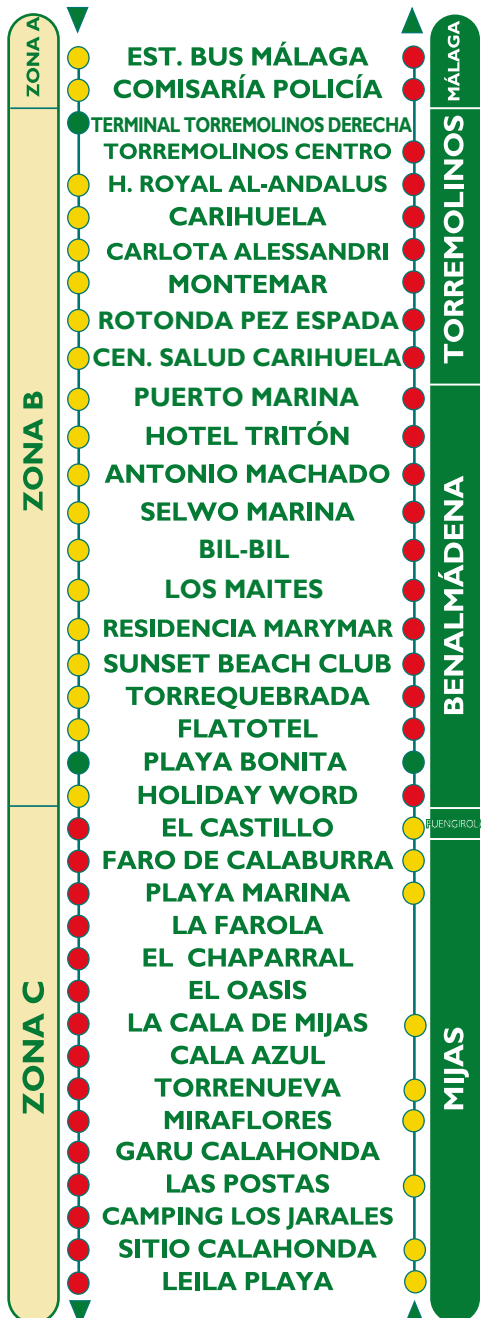 ZONA A
ZONA B
ZONA C
EST. BUS MÁLAGA
COMISARÍA POLICÍA
TERMINAL TORREMOLINOS DERECHA
TORREMOLINOS CENTRO
H. ROYAL AL-ANDALUS
CARIHUELA
CARLOTA ALESSANDRI
MONTEMAR
ROTONDA PEZ ESPADA
CEN. SALUD CARIHUELA
PUERTO MARINA
HOTEL TRITÓN
ANTONIO MACHADO
SELWO MARINA
BIL-BIL
LOS MAITES
RESIDENCIA MARYMAR
SUNSET BEACH CLUB
TORREQUEBRADA
FLATOTEL
PLAYA BONITA
HOLIDAY WORD
EL CASTILLO
FARO DE CALABURRA
PLAYA MARINA
LA FAROLA
EL CHAPARRAL
EL OASIS
LA CALA DE MIJAS
CALA AZUL
TORRENUEVA
MIRAFLORES
GARU CALAHONDA
LAS POSTAS
CAMPING LOS JARALES
SITIO CALAHONDA
LEILA PLAYA
MÁLAGA
TORREMOLINOS
BENALMÁDENA
FUENGIROLA
MIJAS